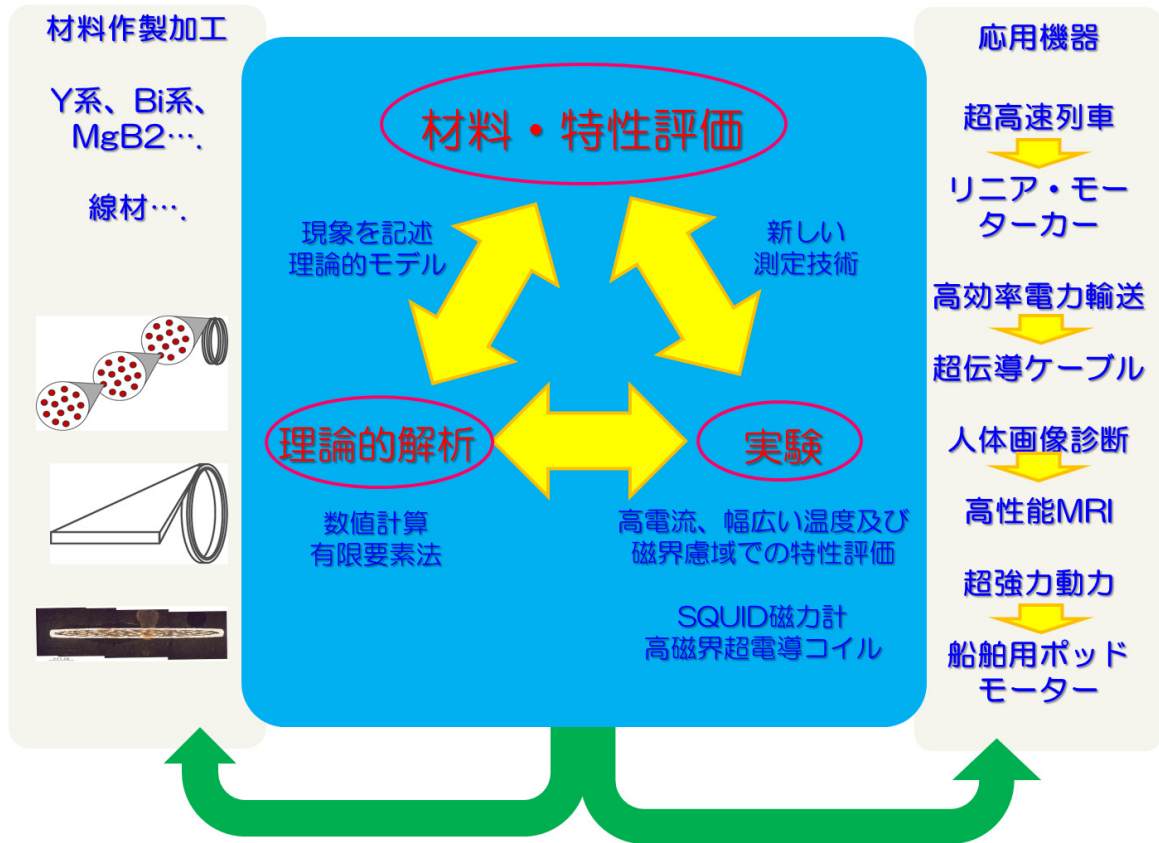 材料作製加工
Y系、Bi系、
MgB2….
線材….
材料・特性評価
現象を記述
理論的モデル
新しい
測定技術
理論的解析
実験
数値計算
有限要素法
高電流、幅広い温度及び
磁界慮域での特性評価
SQUID磁力計
高磁界超電導コイル
応用機器
超高速列車
リニア・モー
ターカー
高効率電力輸送
超伝導ケーブル
人体画像診断
高性能MRI
超強力動力
船舶用ポッド
モーター